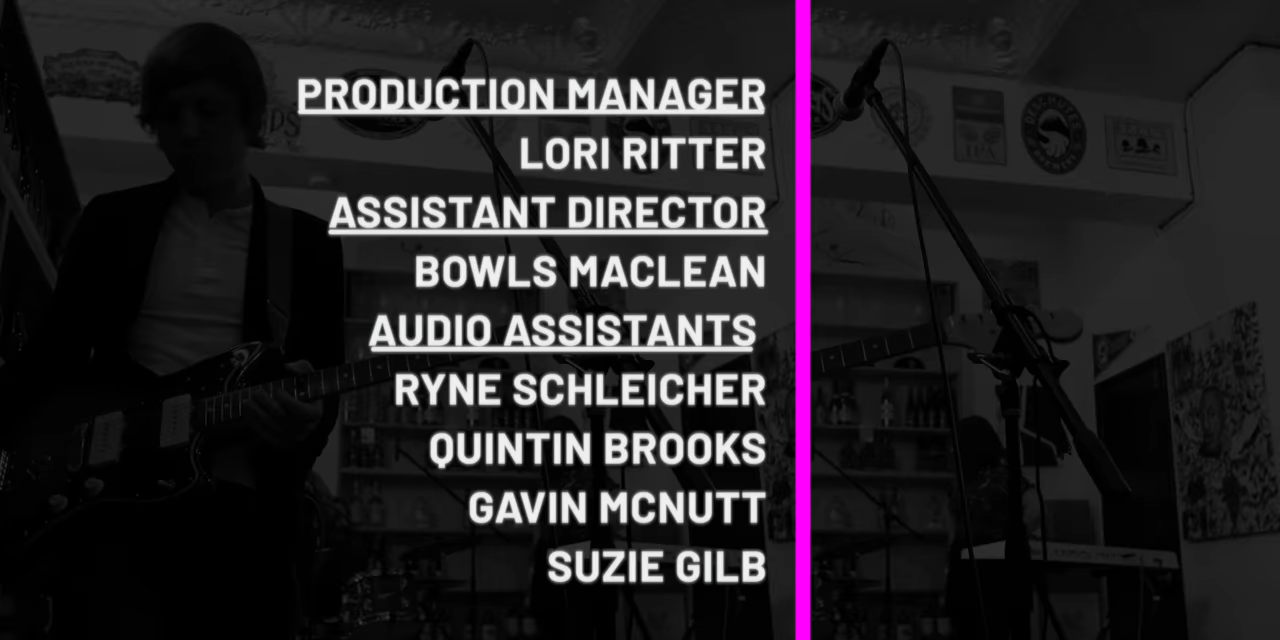 PRODUCTION MANAGER
LORI RITTER
ASSISTANT DIRECTOR
BOWLS MACLEAN
AUDIO ASSISTANTS
RYNE SCHLEICHER
QUINTIN BROOKS
GAVIN MCNUTT
SUZIE GILB